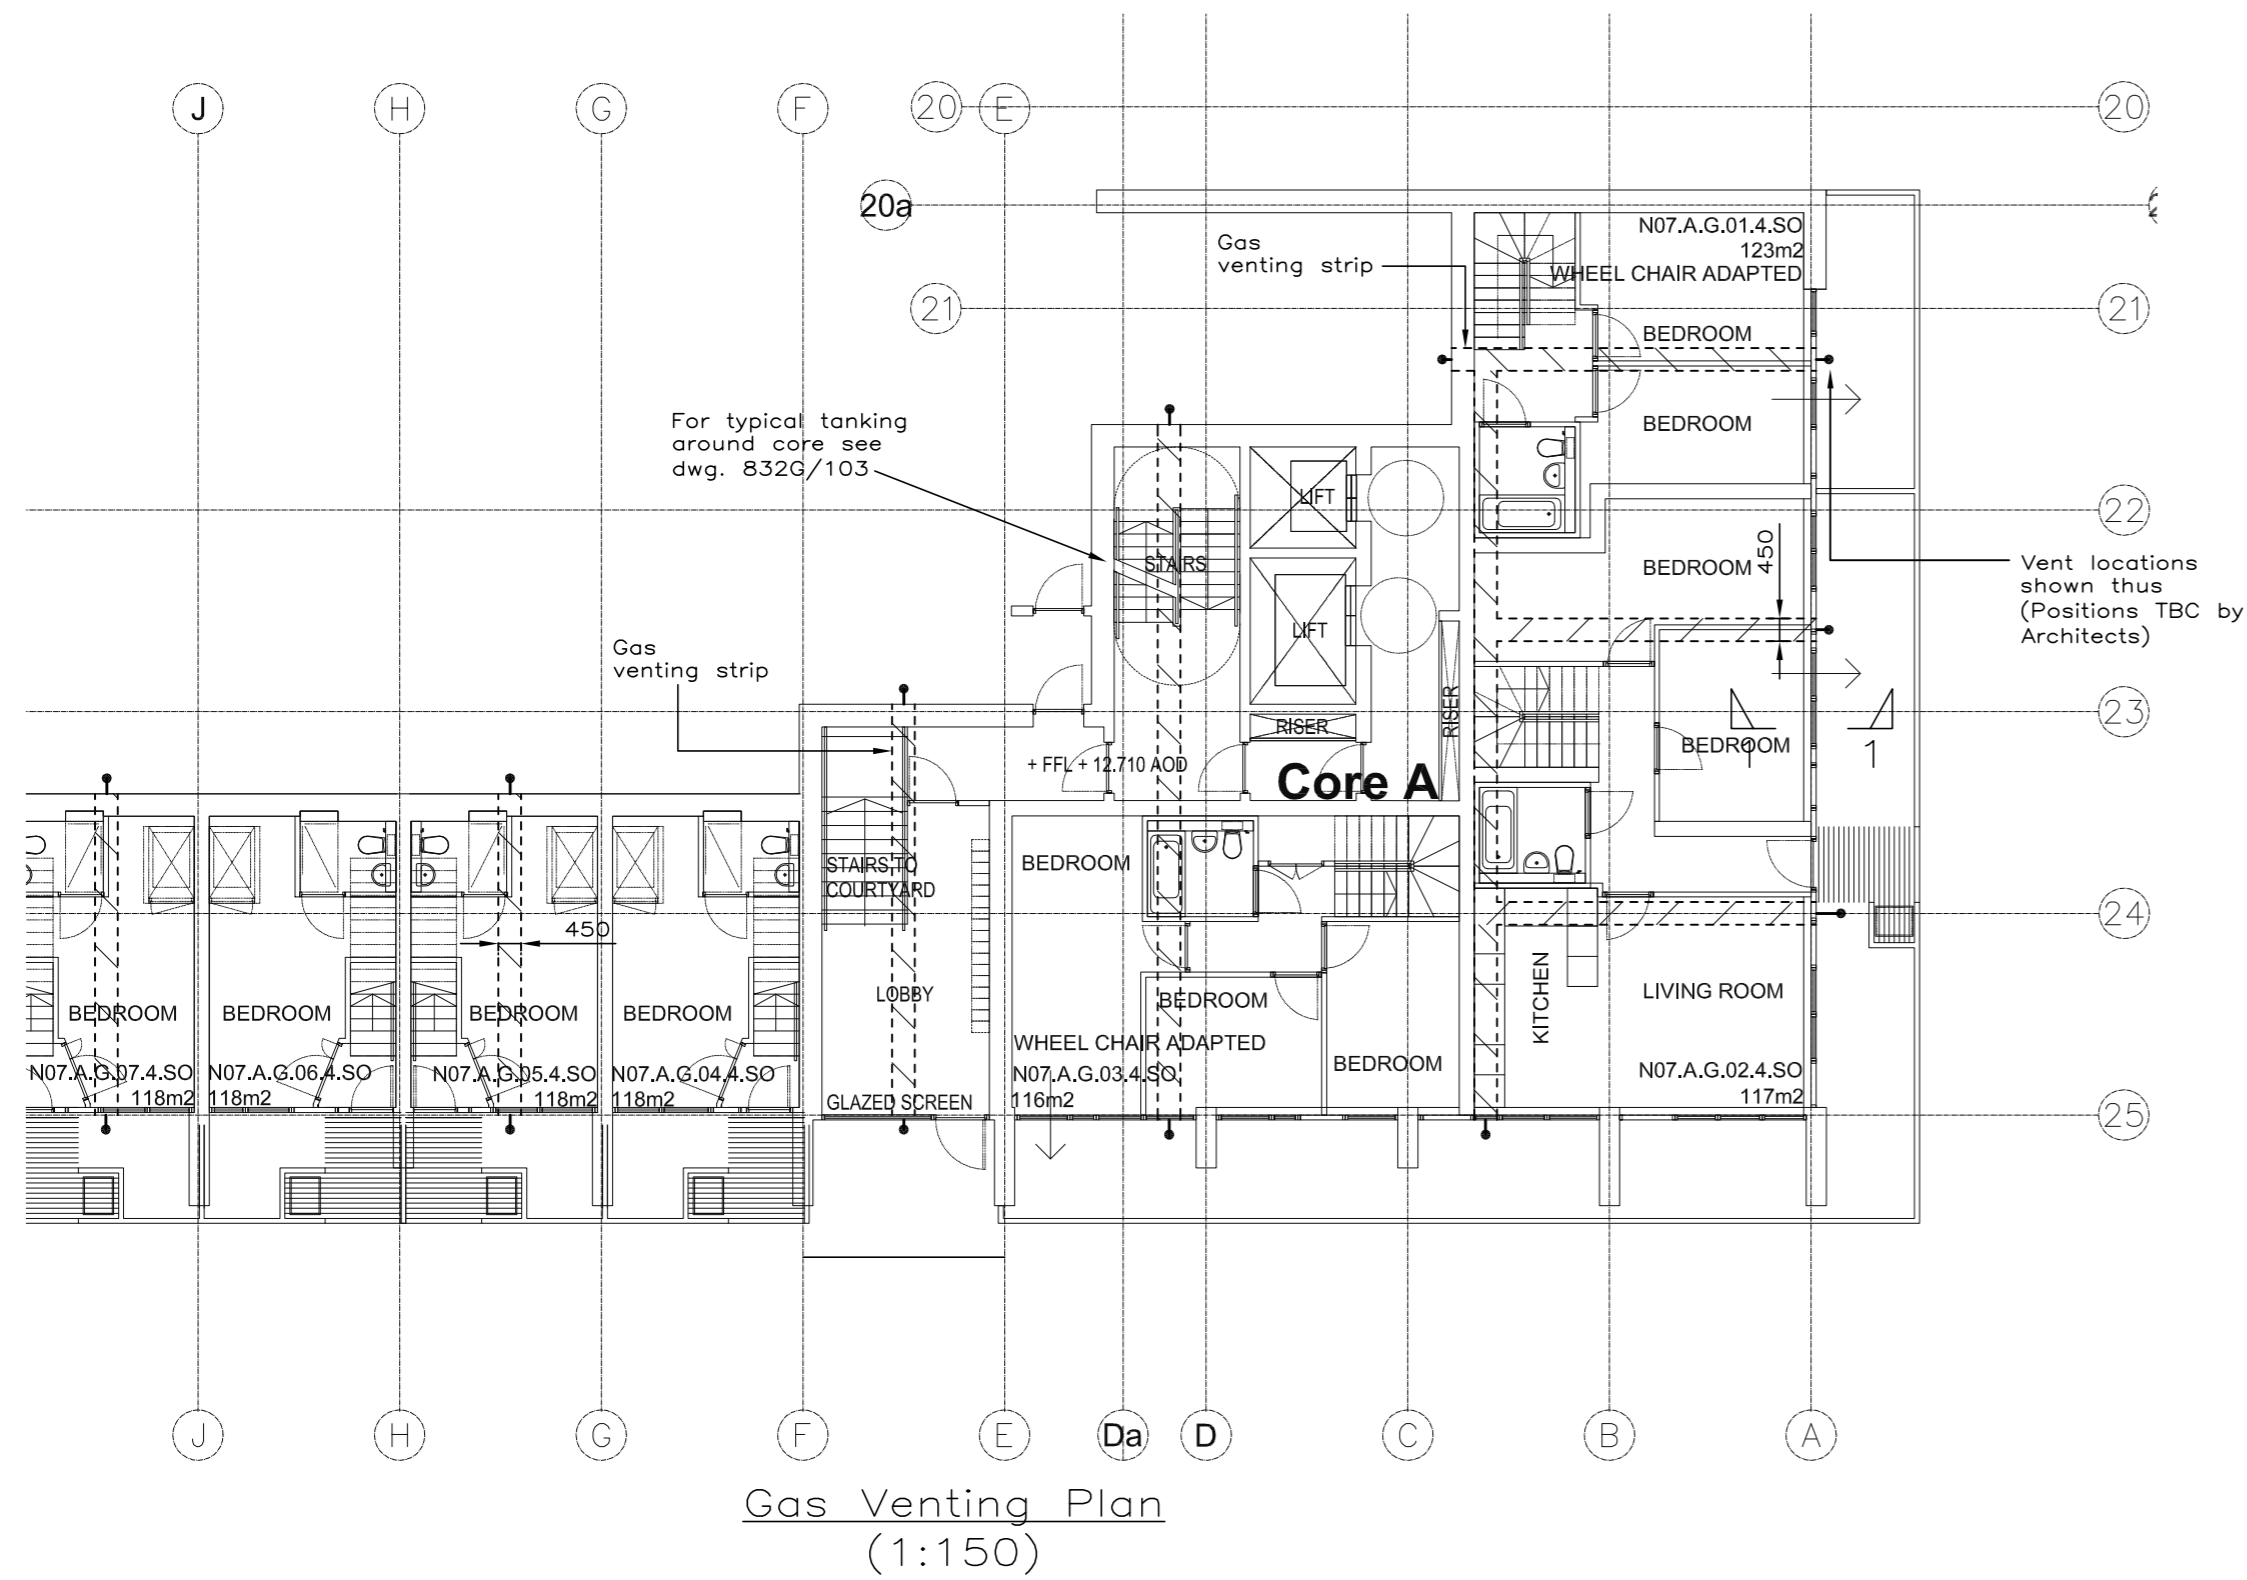 J
H
G
F
20
E
20
20a
N07.A.G.01.4.SO
123m2
WHEEL CHAIR ADAPTED
Gas
venting strip
21
21
BEDROOM
For typical tanking
around core see
dwg. 832G/103
BEDROOM
LIFT
22
STAIRS
BEDROOM
450
Vent locations
shown thus
(Positions TBC by
Architects)
LIFT
Gas
venting strip
RISER
RISER
23
BEDROOM
1
1
+ FFL + 12.710 AOD
Core A
STAIRS TO
COURTYARD
BEDROOM
24
450
KITCHEN
LIVING ROOM
LOBBY
BEDROOM
BEDROOM
BEDROOM
BEDROOM
BEDROOM
WHEEL CHAIR ADAPTED
BEDROOM
N07.A.G.07.4.SO
118m2
N07.A.G.06.4.SO
118m2
N07.A.G.05.4.SO
118m2
N07.A.G.04.4.SO
118m2
N07.A.G.03.4.SO
116m2
N07.A.G.02.4.SO
117m2
GLAZED SCREEN
25
J
H
G
F
E
Da
D
C
B
A
Gas Venting Plan
(1:150)